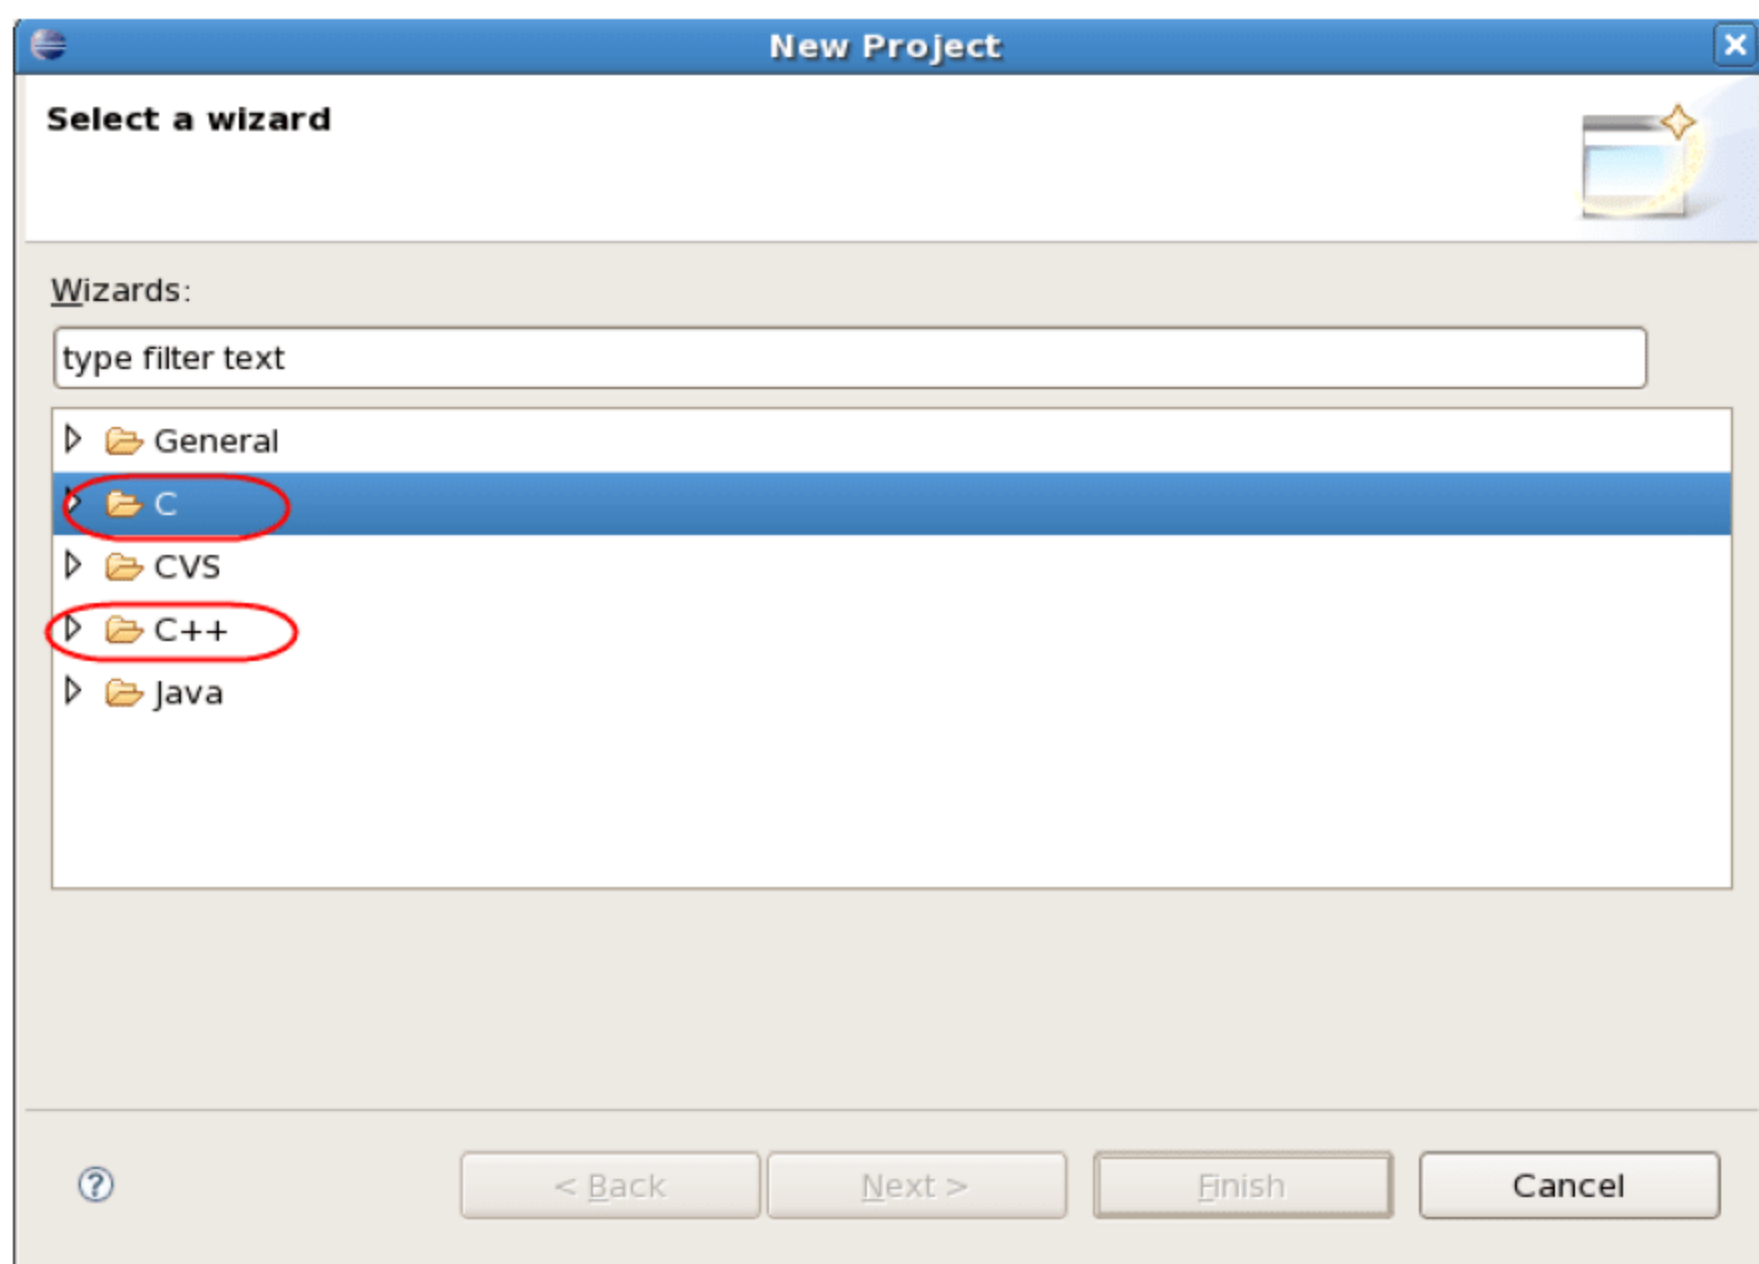 New Project
Select a wizard
Wizards:
type filter text
General
C
CVS
C++
Java
< Back Next > Finish Cancel